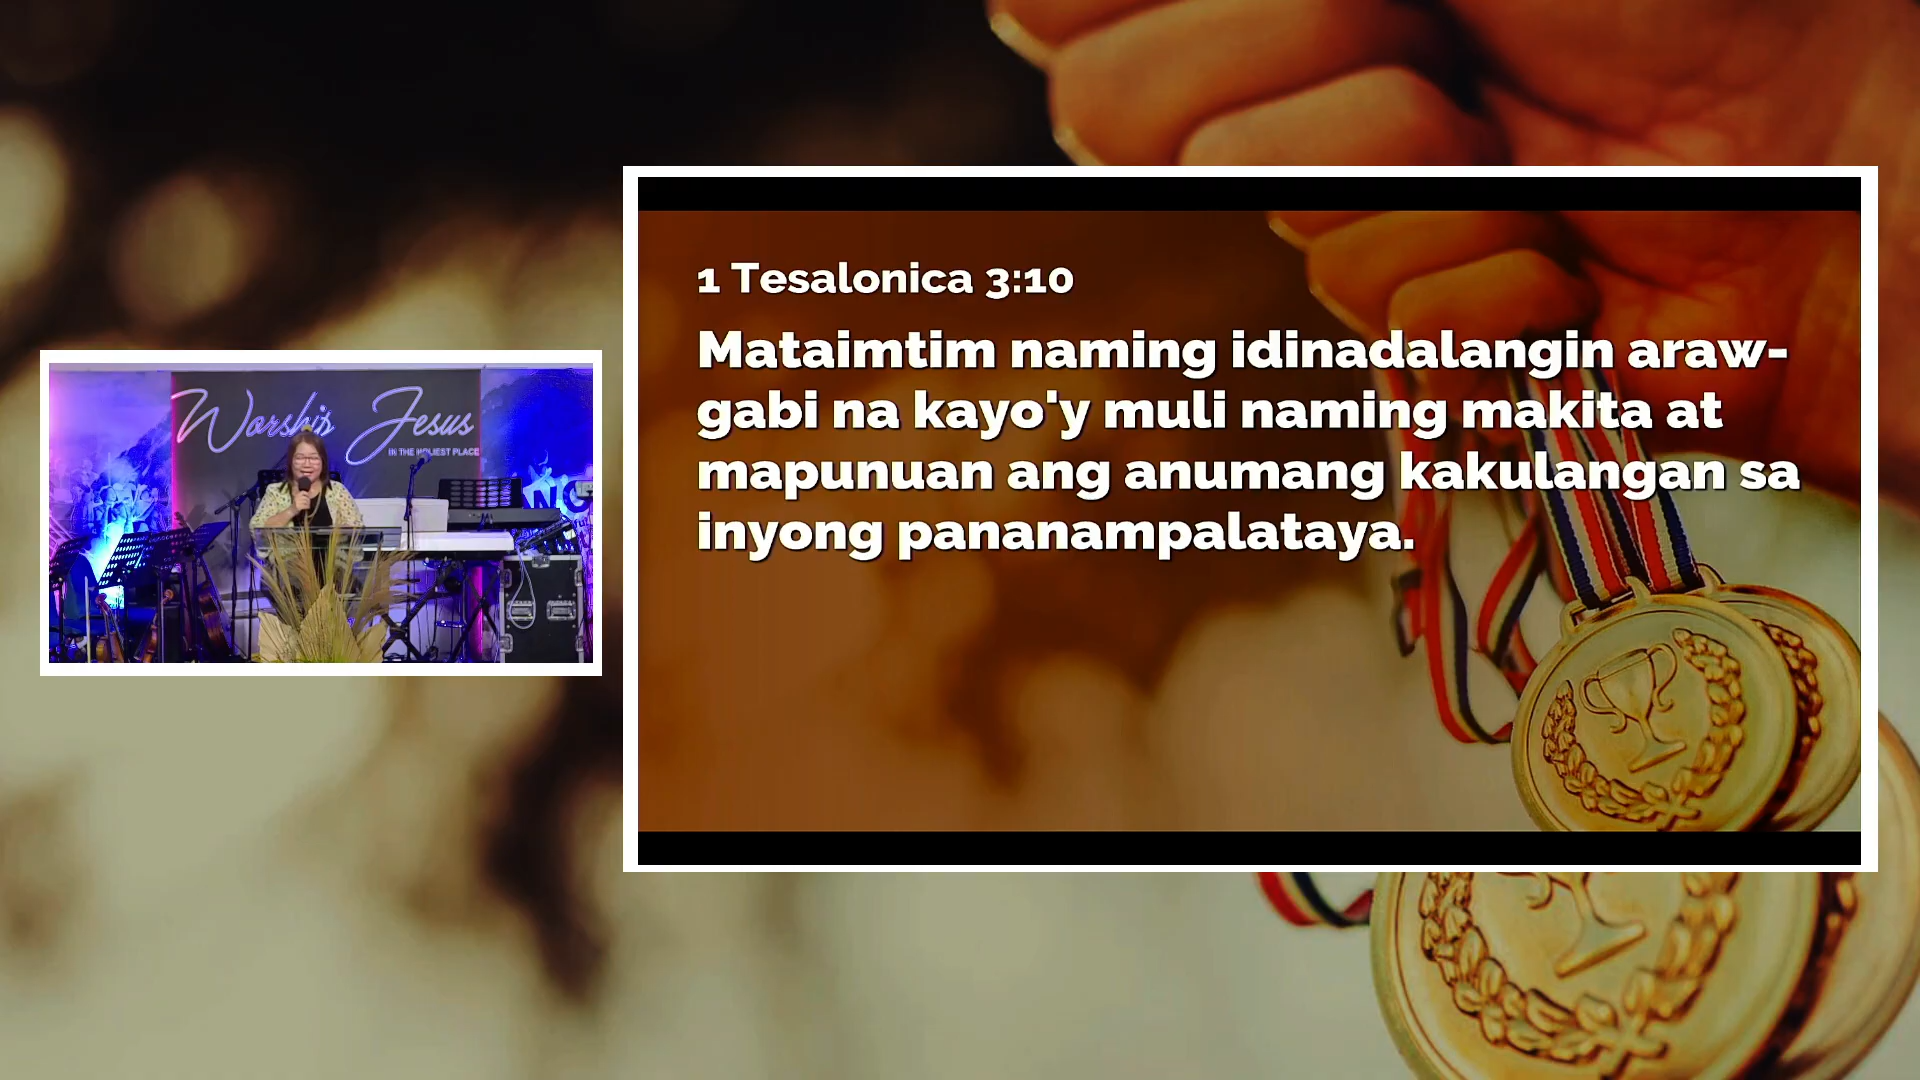 Worship Jesus
IN THE HOLIEST PLACE
NG
1 Tesalonica 3:10
Mataimtim naming idinadalangin araw-
gabi na kayo'y muli naming makita at
mapunuan ang anumang kakulangan sa
inyong pananampalataya.